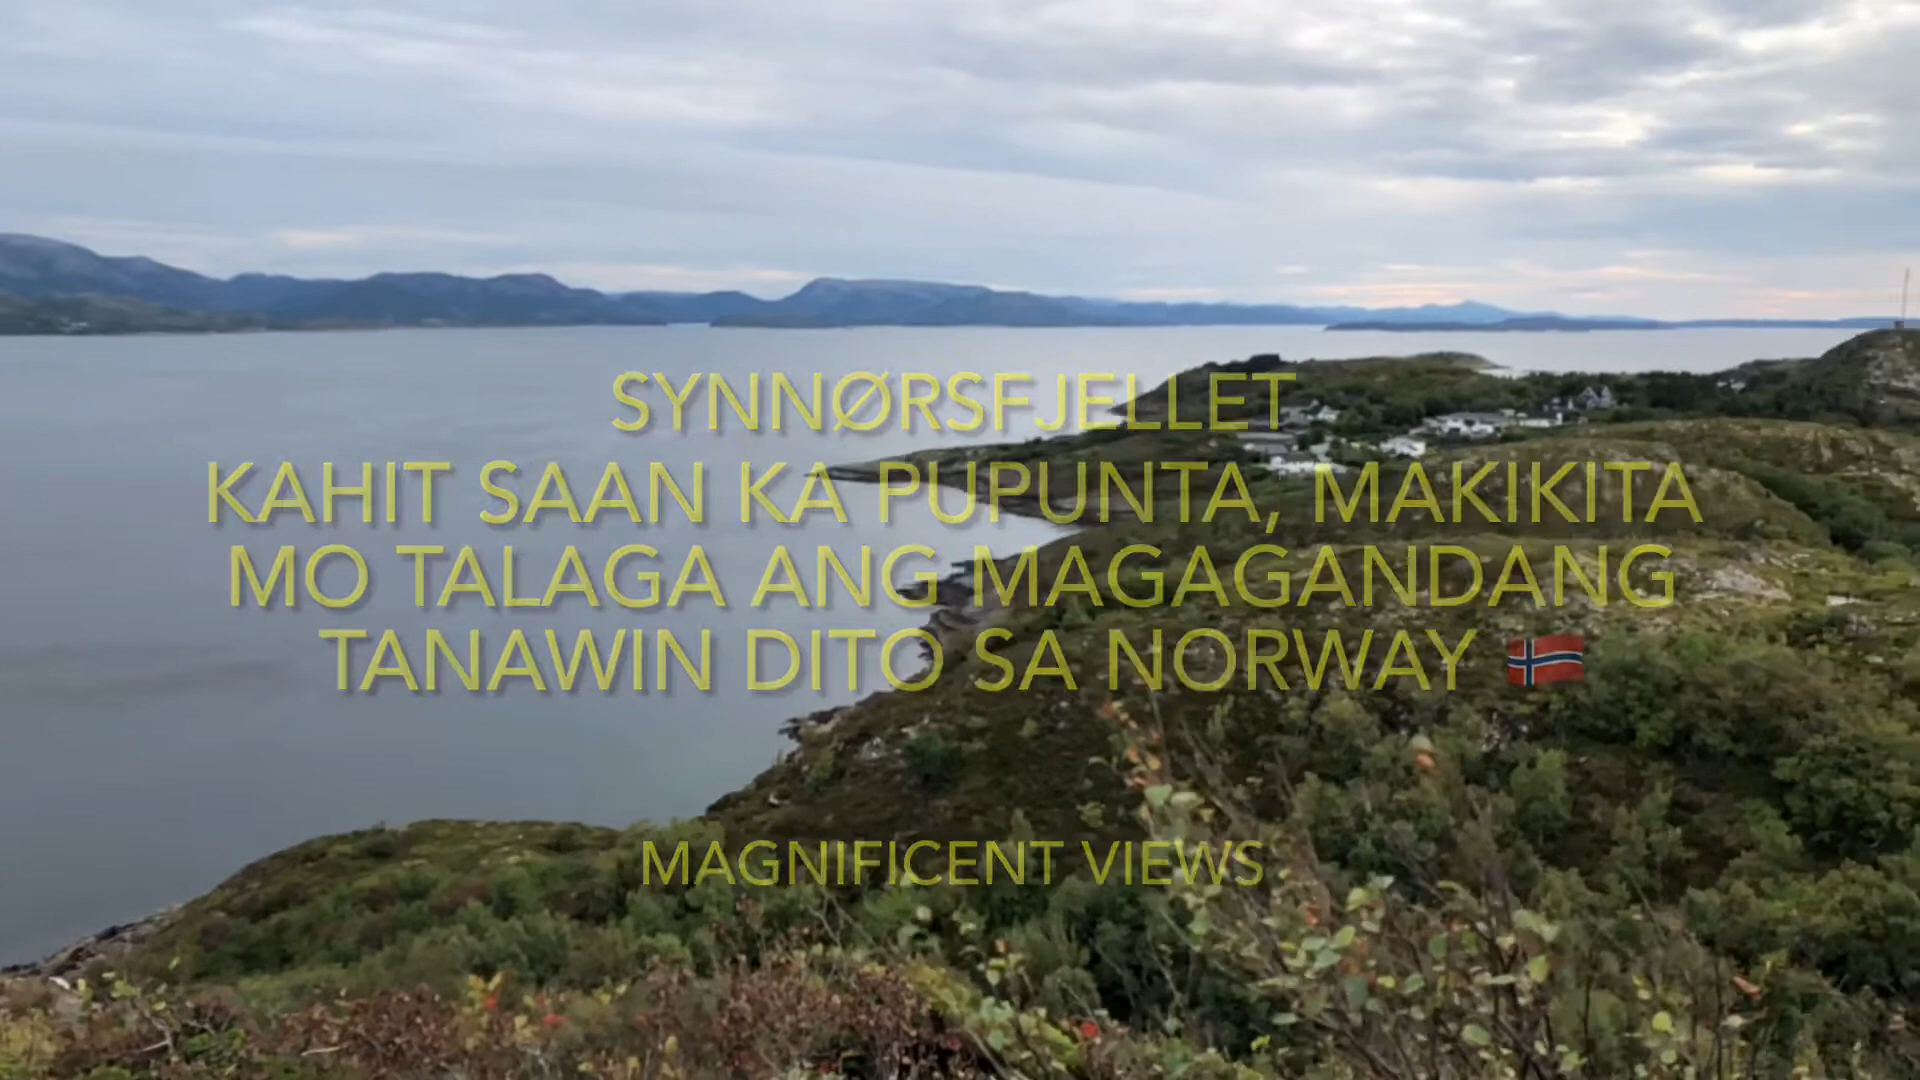 SYNNØRSFJELLET
KAHIT SAAN KA PUPUNTA, MAKIKITA
MO TALAGA ANG MAGAGANDANG
TANAWIN DITO SA NORWAY 🇳🇴
MAGNIFICENT VIEWS